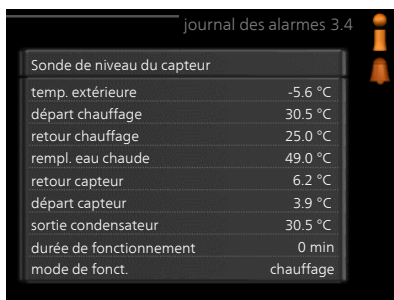 journal des alarmes 3.4
Sonde de niveau du capteur
temp. extérieure -5.6 °C
départ chauffage 30.5 °C
retour chauffage 25.0 °C
rempl. eau chaude 49.0 °C
retour capteur 6.2 °C
départ capteur 3.9 °C
sortie condensateur 30.5 °C
durée de fonctionnement 0 min
mode de fonct. chauffage